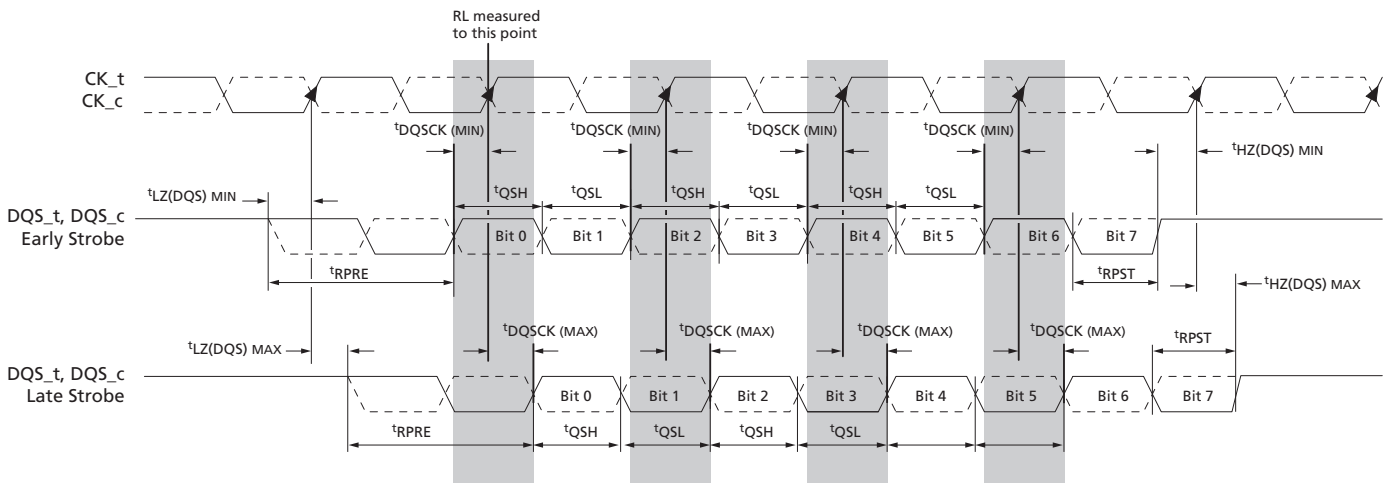 RL measured
to this point
CK_t
CK_c
tDQSCK (MIN) tDQSCK (MIN) tDQSCK (MIN) tDQSCK (MIN)
tHZ(DQS) MIN
tLZ(DQS) MIN
tQSH tQSL tQSH tQSL tQSH tQSL
DQS_t, DQS_c
Early Strobe
Bit 0 Bit 1 Bit 2 Bit 3 Bit 4 Bit 5 Bit 6 Bit 7
tRPRE tRPST
tHZ(DQS) MAX
tDQSCK (MAX) tDQSCK (MAX) tDQSCK (MAX) tDQSCK (MAX)
tLZ(DQS) MAX
tRPST
DQS_t, DQS_c
Late Strobe
Bit 0 Bit 1 Bit 2 Bit 3 Bit 4 Bit 5 Bit 6 Bit 7
tRPRE tQSH tQSL tQSH tQSL